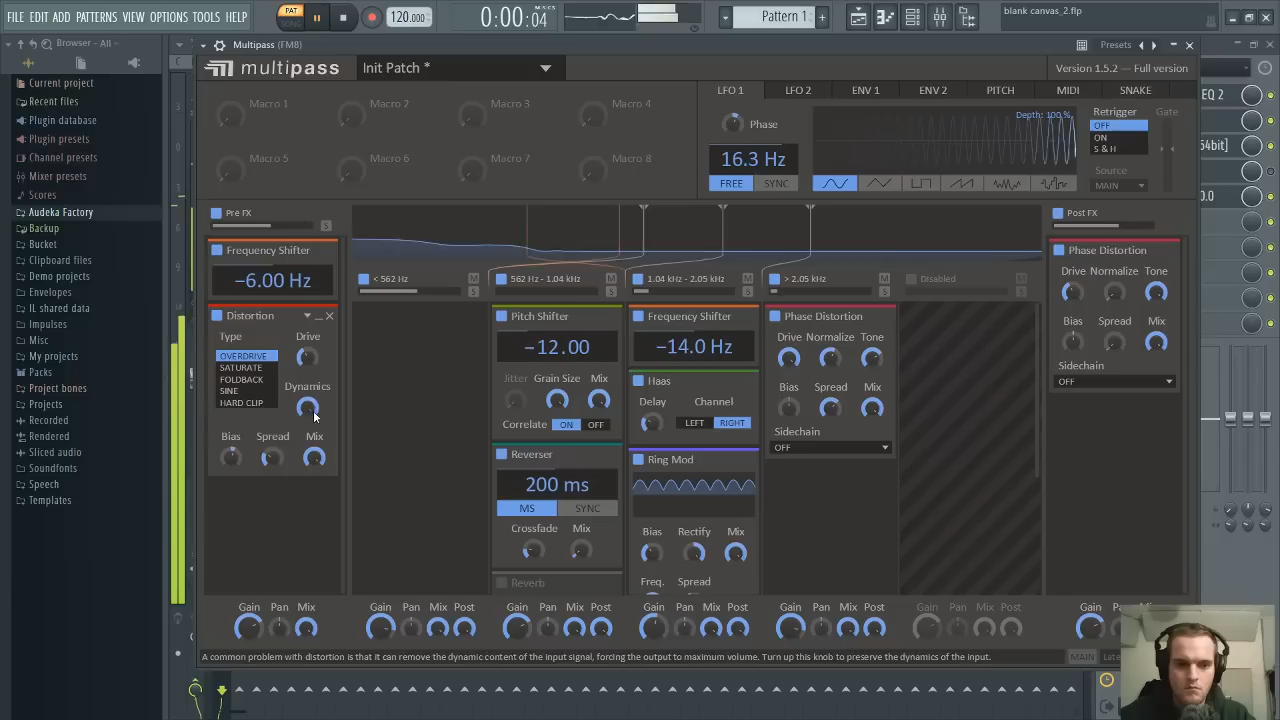 FILE EDIT ADD PATTERNS VIEW OPTIONS TOOLS HELP
PAT
SONG
120.000
0:00:04
Pattern 1
blank canvas_2.flp
Browser - All
Current project
Recent files
Plugin database
Plugin presets
Channel presets
Mixer presets
Scores
Audeka Factory
Backup
Bucket
Clipboard files
Demo projects
Envelopes
IL shared data
Impulses
Misc
My projects
Packs
Project bones
Projects
Recorded
Rendered
Sliced audio
Soundfonts
Speech
Templates
Multipass (FM8)
Presets
multipass
Init Patch *
Version 1.5.2 — Full version
Macro 1
Macro 2
Macro 3
Macro 4
Macro 5
Macro 6
Macro 7
Macro 8
LFO 1
LFO 2
ENV 1
ENV 2
PITCH
MIDI
SNAKE
Phase
16.3 Hz
FREE
SYNC
Depth: 100 %
Retrigger
OFF
ON
S & H
Gate
Source
MAIN
EQ 2
64bit]
0.0
Pre FX
S
Post FX
Frequency Shifter
−6.00 Hz
Distortion
Type
Drive
OVERDRIVE
SATURATE
FOLDBACK
SINE
HARD CLIP
Dynamics
Bias
Spread
Mix
< 562 Hz
M
S
562 Hz - 1.04 kHz
M
S
1.04 kHz - 2.05 kHz
M
S
> 2.05 kHz
M
S
Disabled
M
S
Pitch Shifter
−12.00
Jitter
Grain Size
Mix
Correlate
ON
OFF
Reverser
200 ms
MS
SYNC
Crossfade
Mix
Reverb
Frequency Shifter
−14.0 Hz
Haas
Delay
Channel
LEFT
RIGHT
Ring Mod
Bias
Rectify
Mix
Freq.
Spread
Phase Distortion
Drive
Normalize
Tone
Bias
Spread
Mix
Sidechain
OFF
Phase Distortion
Drive
Normalize
Tone
Bias
Spread
Mix
Sidechain
OFF
Gain Pan Mix
Gain Pan Mix Post
Gain Pan Mix Post
Gain Pan Mix Post
Gain Pan Mix Post
Gain Pan Mix Post
Gain Pan
A common problem with distortion is that it can remove the dynamic content of the input signal, forcing the output to maximum volume. Turn up this knob to preserve the dynamics of the input.
MAIN